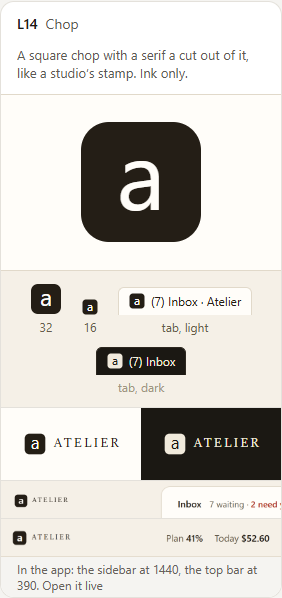 L14 Chop
A square chop with a serif a cut out of it,
like a studio's stamp. Ink only.
a
a
a
a (7) Inbox · Atelier
32
16
tab, light
a (7) Inbox
tab, dark
a ATELIER
a ATELIER
a ATELIER
Inbox 7 waiting · 2 need
a ATELIER
Plan 41% Today $52.60
In the app: the sidebar at 1440, the top bar at
390. Open it live